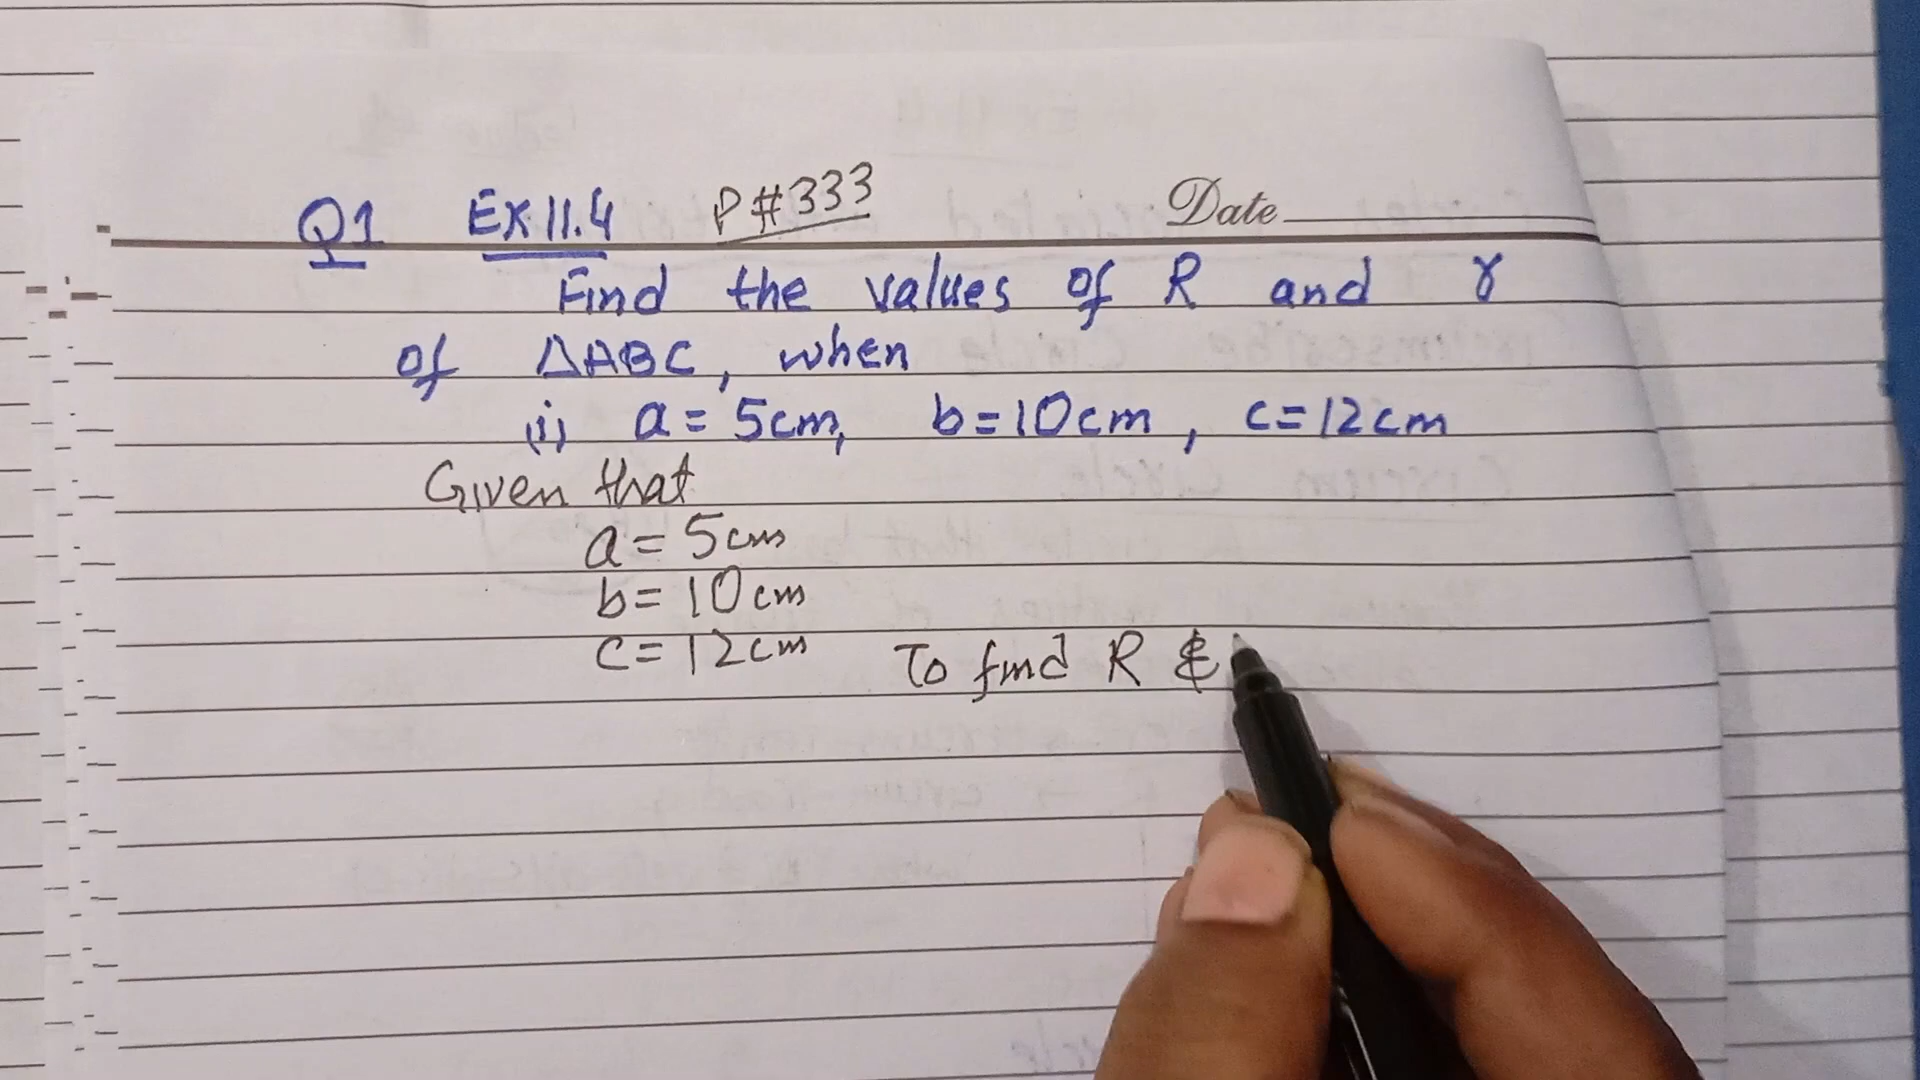 Q1 Ex 11.4 P#333 Date
Find the values of R and r
of ΔABC, when
(i) a = 5cm, b=10cm, c=12cm
Given that
a = 5cm
b= 10cm
c= 12cm To find R &